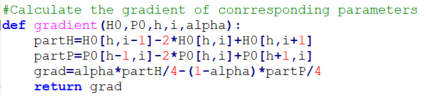 #Calculate the gradient of conrresponding parameters
def gradient(H0,P0,h,i,alpha):
    partH=H0[h,i-1]-2*H0[h,i]+H0[h,i+1]
    partP=P0[h-1,i]-2*P0[h,i]+P0[h+1,i]
    grad=alpha*partH/4-(1-alpha)*partP/4
    return grad